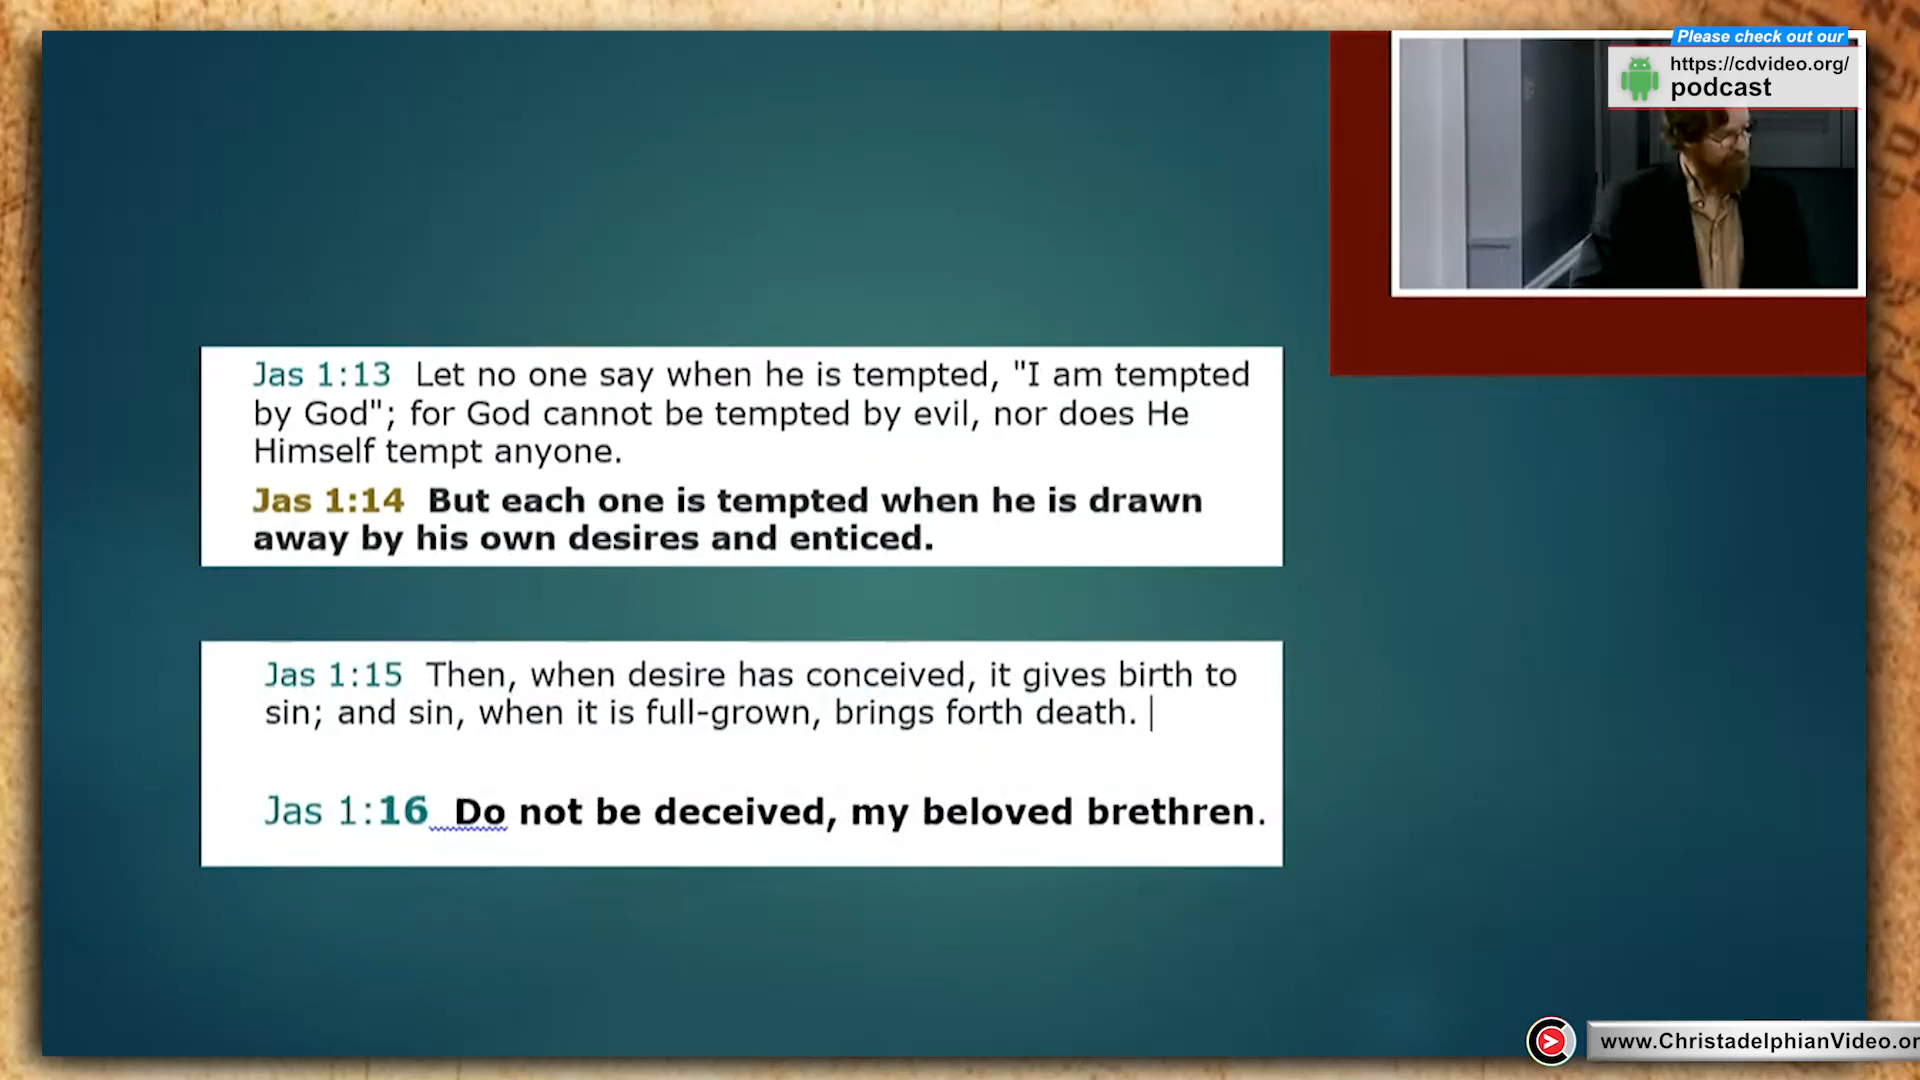 Please check out our
https://cdvideo.org/
podcast
Jas 1:13 Let no one say when he is tempted, "I am tempted
by God"; for God cannot be tempted by evil, nor does He
Himself tempt anyone.
Jas 1:14 But each one is tempted when he is drawn
away by his own desires and enticed.
Jas 1:15 Then, when desire has conceived, it gives birth to
sin; and sin, when it is full-grown, brings forth death.
Jas 1:16 Do not be deceived, my beloved brethren.
www.ChristadelphianVideo.or